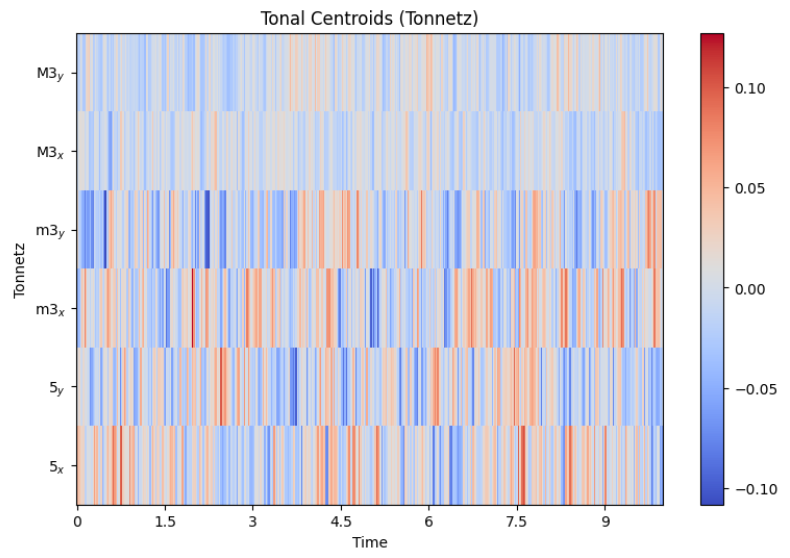 Tonal Centroids (Tonnetz)
M3y
M3x
m3y
m3x
5y
5x
Tonnetz
0 1.5 3 4.5 6 7.5 9
Time
0.10
0.05
0.00
−0.05
−0.10